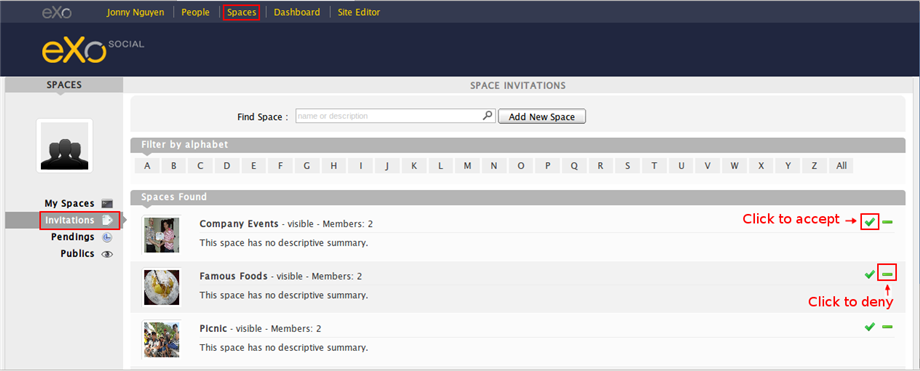 eXo Jonny Nguyen People Spaces Dashboard Site Editor
eXo SOCIAL
SPACES
SPACE INVITATIONS
Find Space : name or description Add New Space
Filter by alphabet
A B C D E F G H I J K L M N O P Q R S T U V W X Y Z All
My Spaces
Invitations
Pendings
Publics
Spaces Found
Company Events - visible - Members: 2
Click to accept
This space has no descriptive summary.
Famous Foods - visible - Members: 2
This space has no descriptive summary.
Click to deny
Picnic - visible - Members: 2
This space has no descriptive summary.